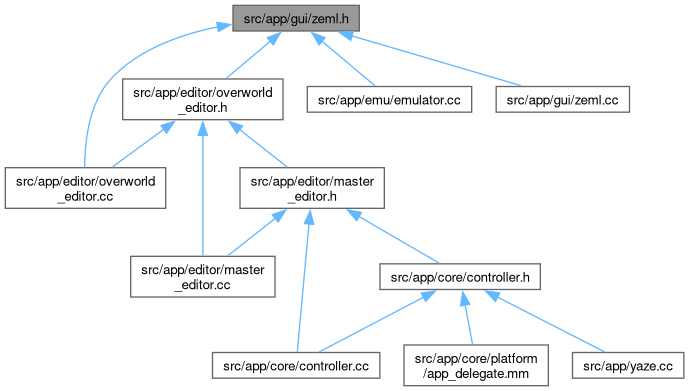 src/app/gui/zeml.h
src/app/editor/overworld
_editor.h
src/app/emu/emulator.cc
src/app/gui/zeml.cc
src/app/editor/overworld
_editor.cc
src/app/editor/master
_editor.h
src/app/editor/master
_editor.cc
src/app/core/controller.h
src/app/core/controller.cc
src/app/core/platform
/app_delegate.mm
src/app/yaze.cc